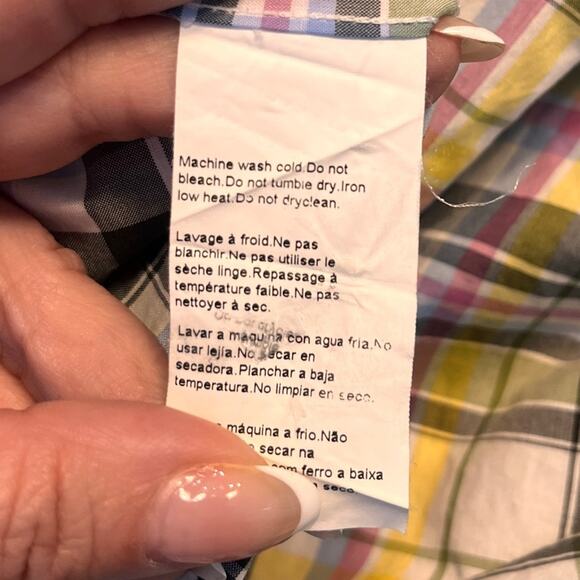 Machine wash cold.Do not
bleach.Do not tumble dry.Iron
low heat.Do not dryclean.
Lavage à froid.Ne pas
blanchir.Ne pas utiliser le
sèche linge.Repassage à
température faible.Ne pas
nettoyer à sec.
Lavar a maquina con agua fria.No
usar lejía.No secar en
secadora.Planchar a baja
temperatura.No limpiar en seco.
máquina a frio.Não
secar na
com ferro a baixa
seco.